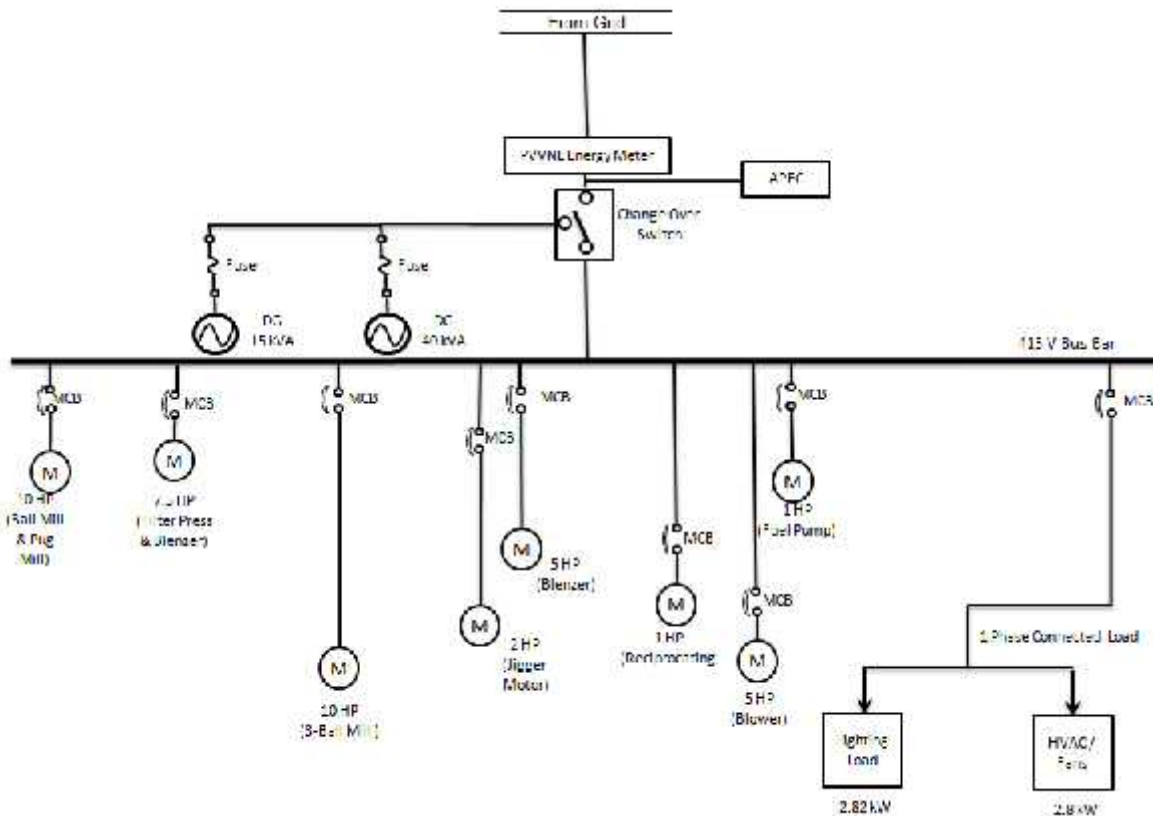 From Grid
PVVNL Energy Meter
APFC
Change Over
Switch
Fuse
Fuse
DG
15 kVA
DG
40 kVA
415 V Bus Bar
MCB
MCB
MCB
MCB
MCB
MCB
MCB
MCB
MCB
M
10 HP
(Ball Mill
& Pug
Mill)
M
7.5 HP
(Filter Press
& Blenzer)
M
10 HP
(3-Ball Mill)
M
2 HP
(Jigger
Motor)
M
5 HP
(Blenzer)
M
1 HP
(Reciprocating
M
5 HP
(Blower)
M
1 HP
(Fuel Pump)
1 Phase Connected Load
Lighting
Load
2.82 kW
HVAC/
Fans
2.8 kW